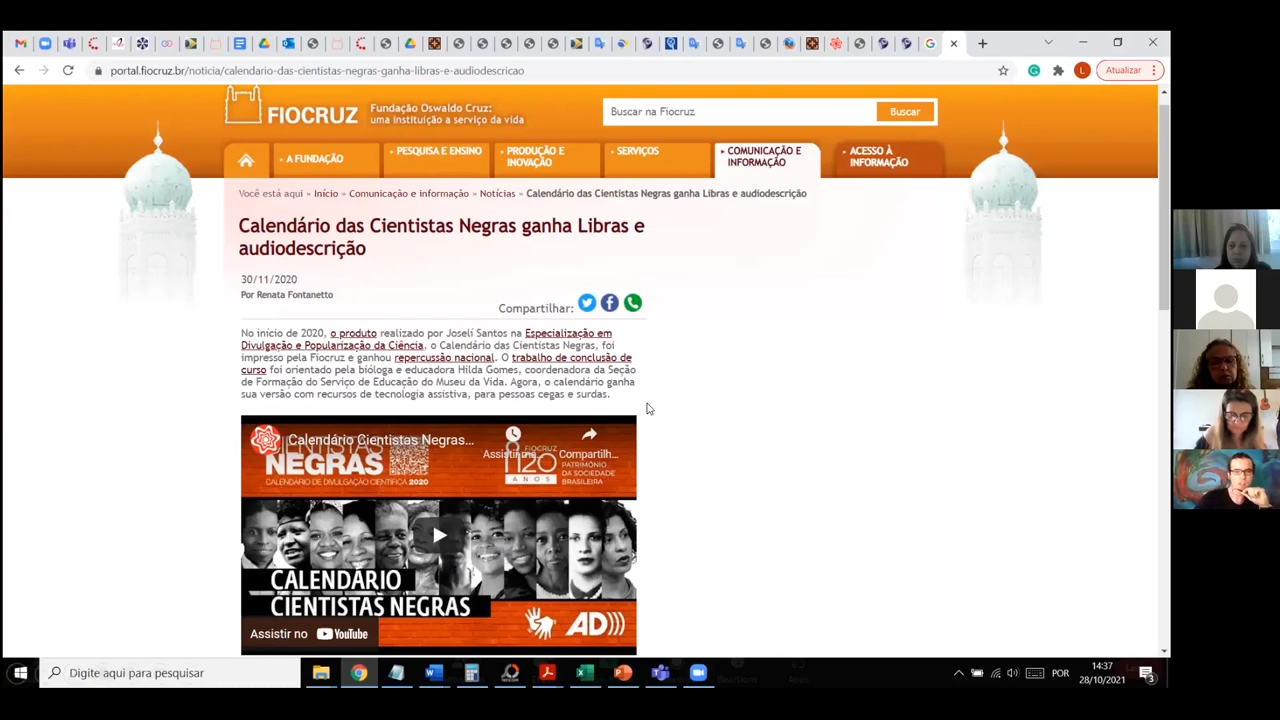 Atualizar
portal.fiocruz.br/noticia/calendario-das-cientistas-negras-ganha-libras-e-audiodescricao
FIOCRUZ
Fundação Oswaldo Cruz:
uma instituição a serviço da vida
Buscar na Fiocruz
Buscar
A FUNDAÇÃO
PESQUISA E ENSINO
PRODUÇÃO E
INOVAÇÃO
SERVIÇOS
COMUNICAÇÃO E
INFORMAÇÃO
ACESSO À
INFORMAÇÃO
Você está aqui » Início » Comunicação e informação » Notícias » Calendário das Cientistas Negras ganha Libras e audiodescrição
Calendário das Cientistas Negras ganha Libras e
audiodescrição
30/11/2020
Por Renata Fontanetto
Compartilhar:
No início de 2020, o produto realizado por Joselí Santos na Especialização em
Divulgação e Popularização da Ciência, o Calendário das Cientistas Negras, foi
impresso pela Fiocruz e ganhou repercussão nacional. O trabalho de conclusão de
curso foi orientado pela bióloga e educadora Hilda Gomes, coordenadora da Seção
de Formação do Serviço de Educação do Museu da Vida. Agora, o calendário ganha
sua versão com recursos de tecnologia assistiva, para pessoas cegas e surdas.
Calendário Cientistas Negras...
Assistir ma...
Compartilh...
CIENTISTAS
NEGRAS
CALENDÁRIO DE DIVULGAÇÃO CIENTÍFICA 2020
FIOCRUZ
120
ANOS
PATRIMÔNIO
DA SOCIEDADE
BRASILEIRA
CALENDÁRIO
CIENTISTAS NEGRAS
AD)))
Assistir no YouTube
Digite aqui para pesquisar
POR
14:37
28/10/2021
3